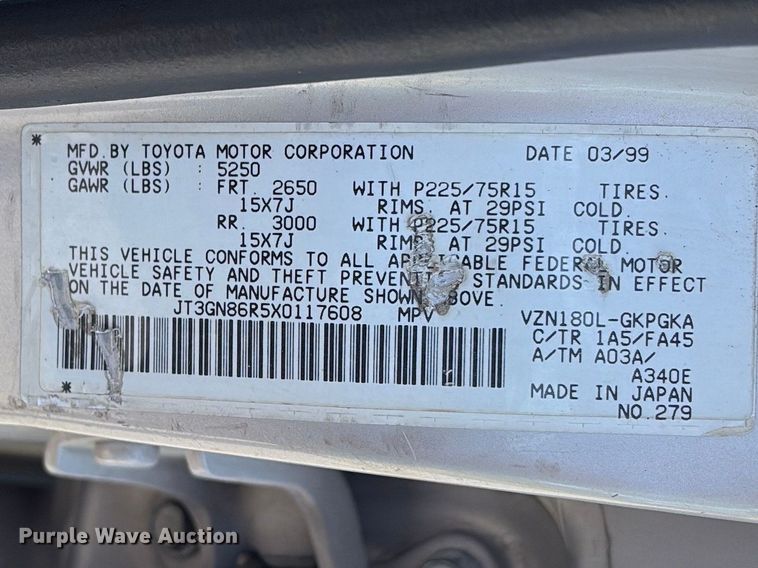 * MFD. BY TOYOTA MOTOR CORPORATION DATE 03/99
GVWR (LBS) : 5250
GAWR (LBS) : FRT. 2650 WITH P225/75R15 TIRES.
15X7J RIMS. AT 29PSI COLD.
RR. 3000 WITH P225/75R15 TIRES.
15X7J RIMS AT 29PSI COLD.
THIS VEHICLE CONFORMS TO ALL APPLICABLE FEDERAL MOTOR
VEHICLE SAFETY AND THEFT PREVENTION STANDARDS IN EFFECT
ON THE DATE OF MANUFACTURE SHOWN ABOVE.
JT3GN86R5X0117608 MPV VZN180L-GKPGKA
C/TR 1A5/FA45
A/TM A03A/
A340E
* MADE IN JAPAN
NO.279
Purple Wave Auction